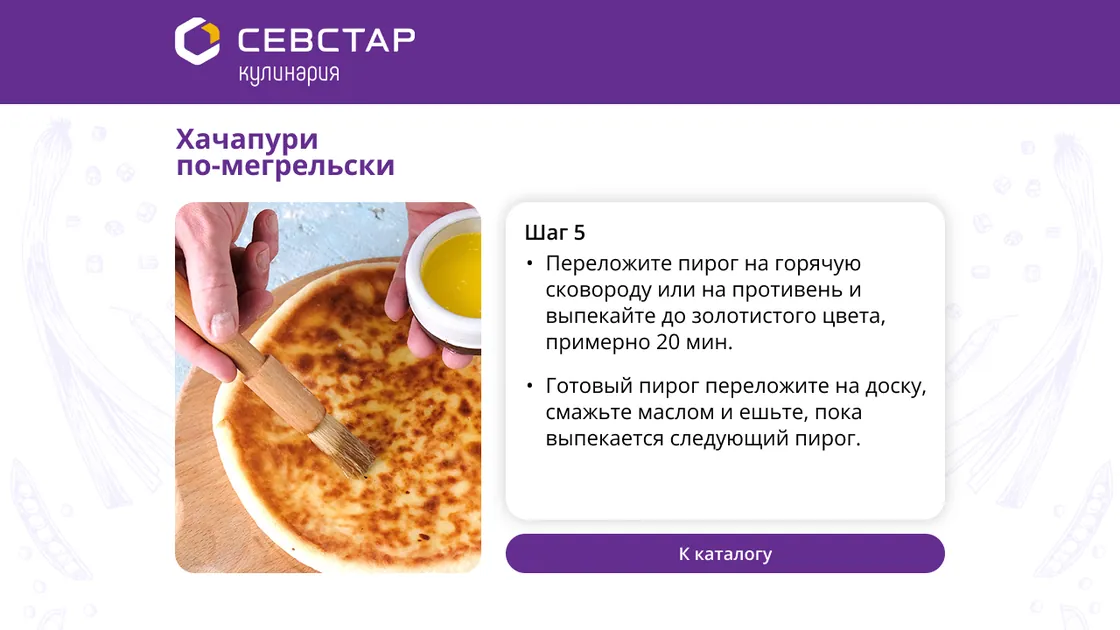 СЕВСТАР
кулинария
Хачапури
по-мегрельски
Шаг 5
• Переложите пирог на горячую
сковороду или на противень и
выпекайте до золотистого цвета,
примерно 20 мин.
• Готовый пирог переложите на доску,
смажьте маслом и ешьте, пока
выпекается следующий пирог.
К каталогу